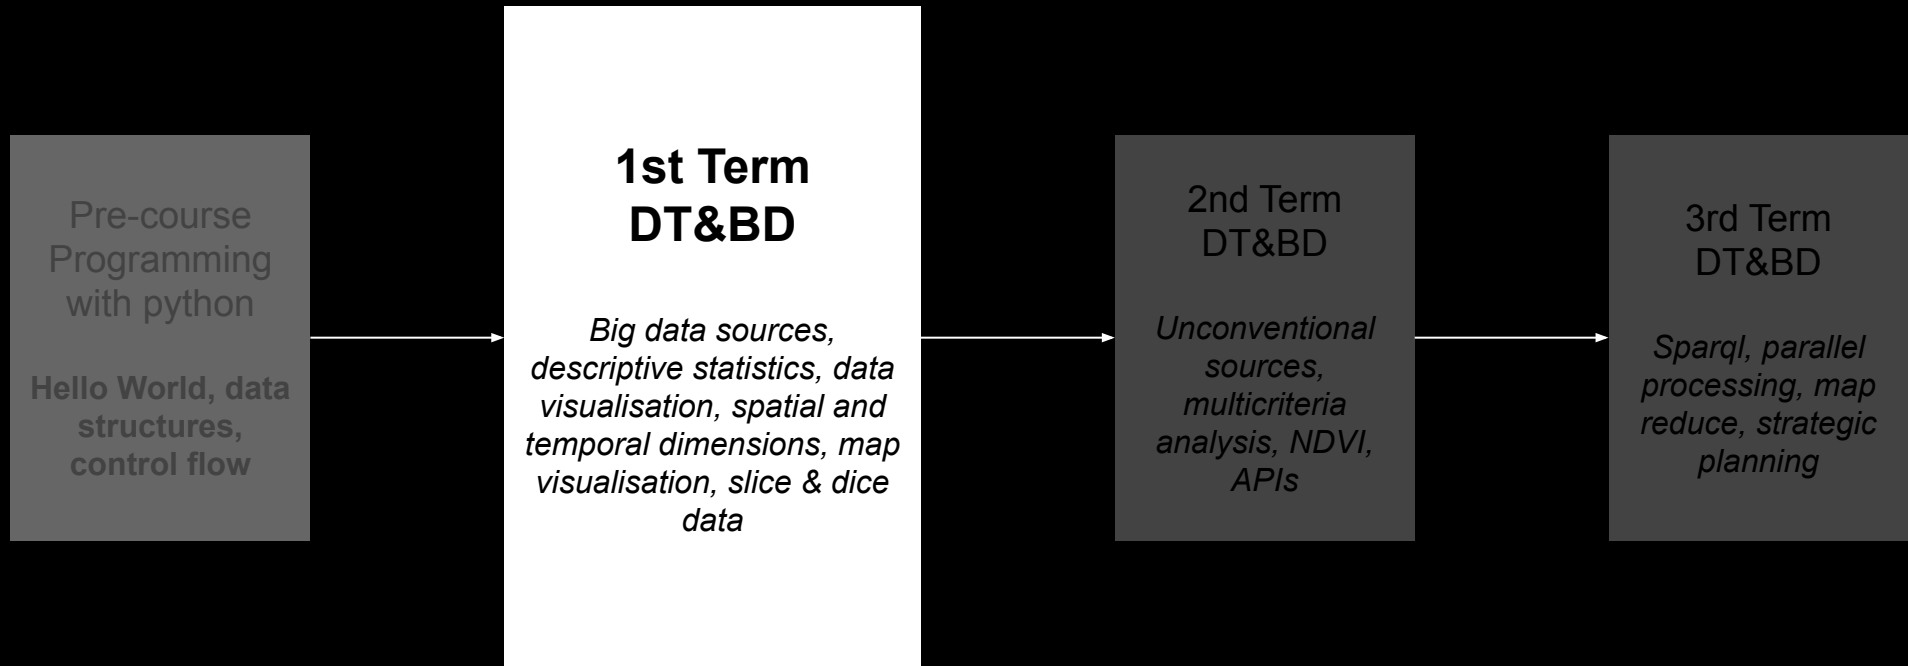 Pre-course
Programming
with python
Hello World, data
structures,
control flow
1st Term
DT&BD
Big data sources,
descriptive statistics, data
visualisation, spatial and
temporal dimensions, map
visualisation, slice & dice
data
2nd Term
DT&BD
Unconventional
sources,
multicriteria
analysis, NDVI,
APIs
3rd Term
DT&BD
Sparql, parallel
processing, map
reduce, strategic
planning